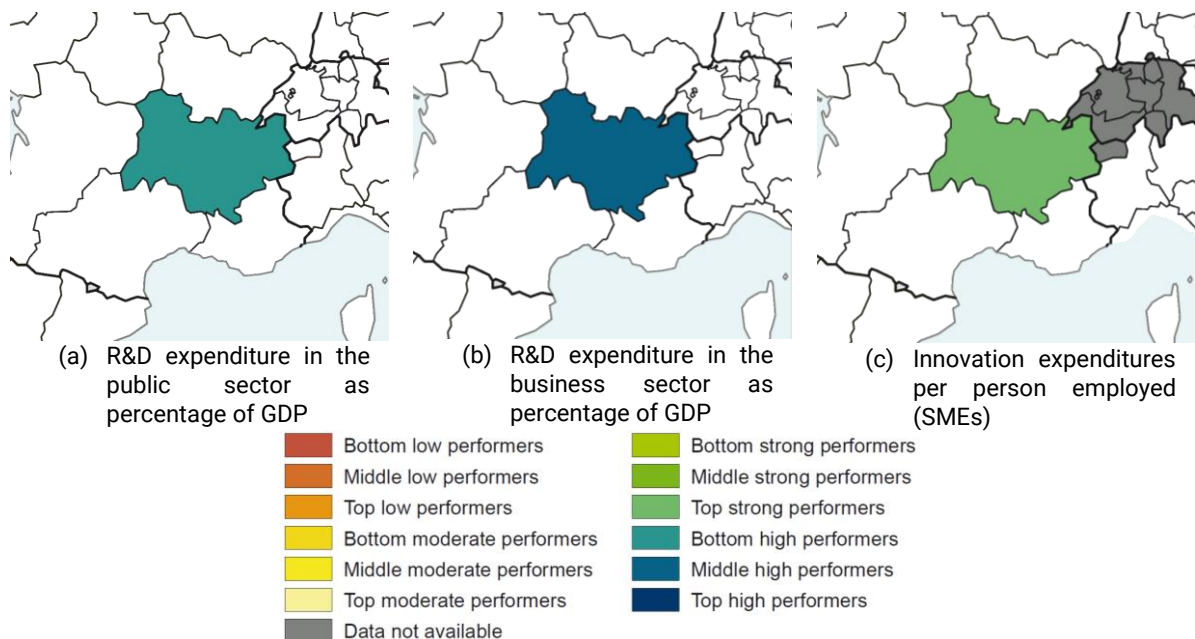 (a) R&D expenditure in the
public sector as
percentage of GDP
(b) R&D expenditure in the
business sector as
percentage of GDP
(c) Innovation expenditures
per person employed
(SMEs)
Bottom low performers
Middle low performers
Top low performers
Bottom moderate performers
Middle moderate performers
Top moderate performers
Data not available
Bottom strong performers
Middle strong performers
Top strong performers
Bottom high performers
Middle high performers
Top high performers